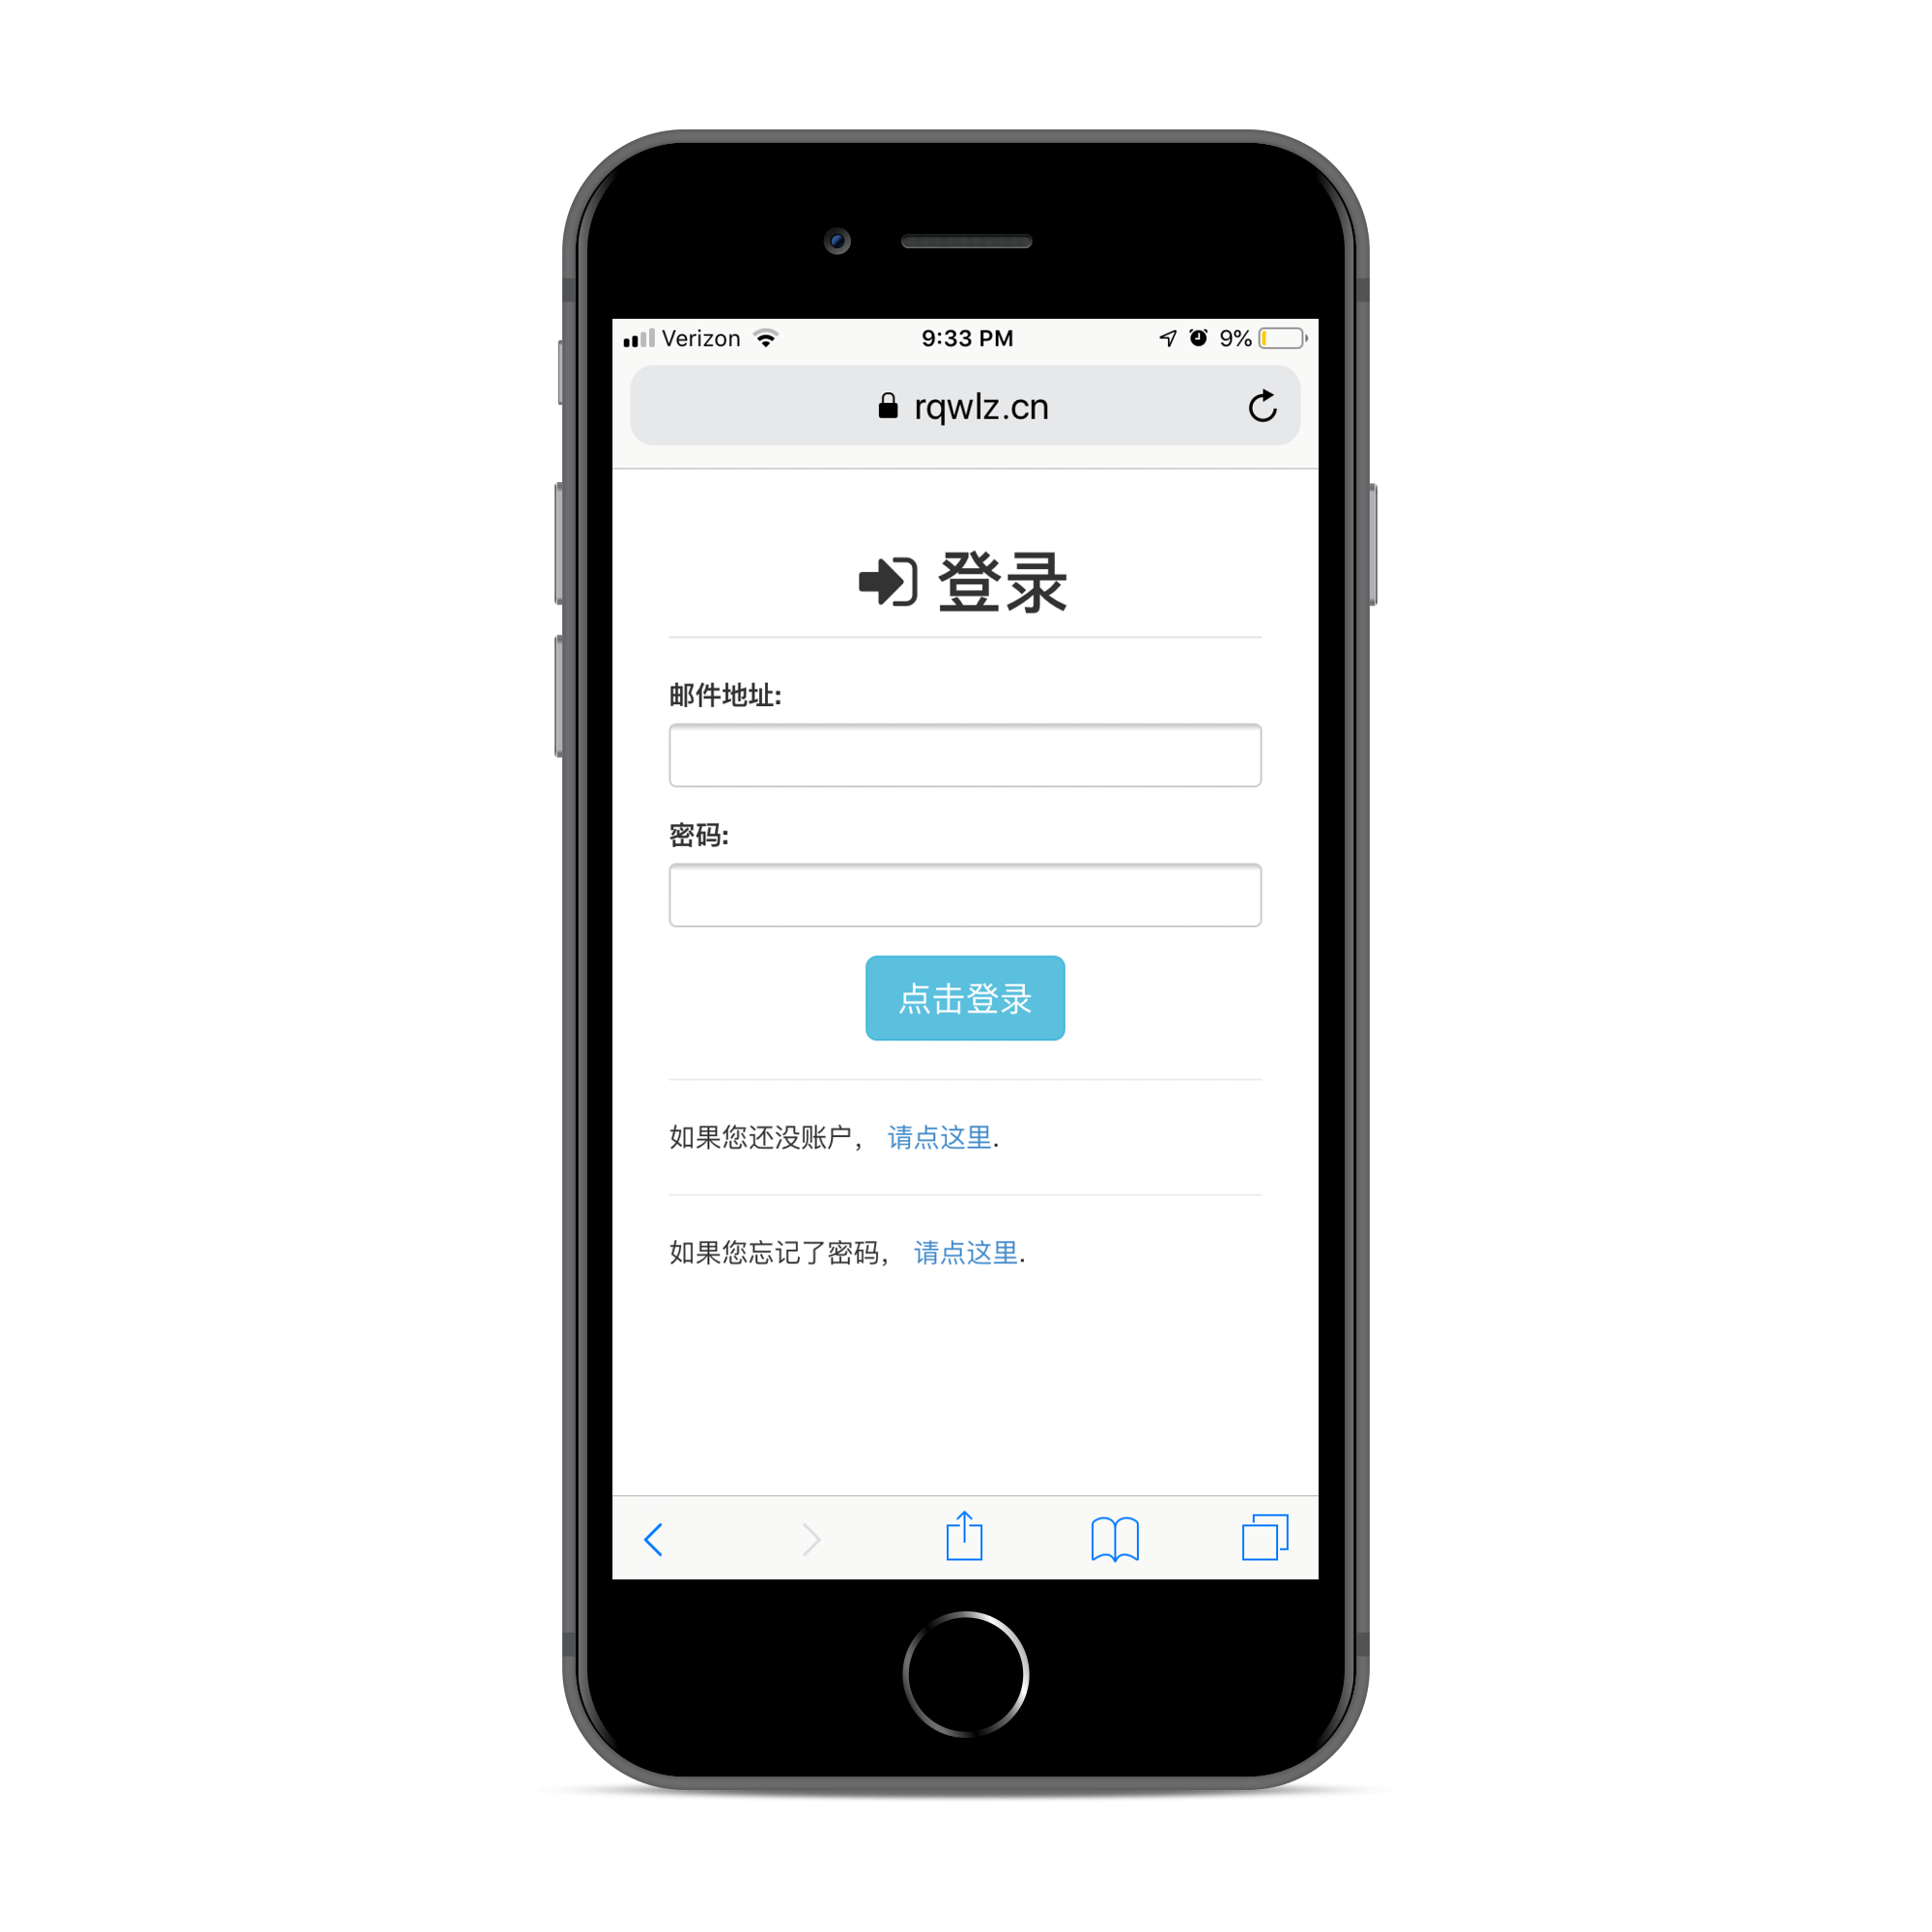 Verizon 9:33 PM 9%
rqwlz.cn
登录
邮件地址:
密码:
点击登录
如果您还没账户， 请点这里.
如果您忘记了密码， 请点这里.